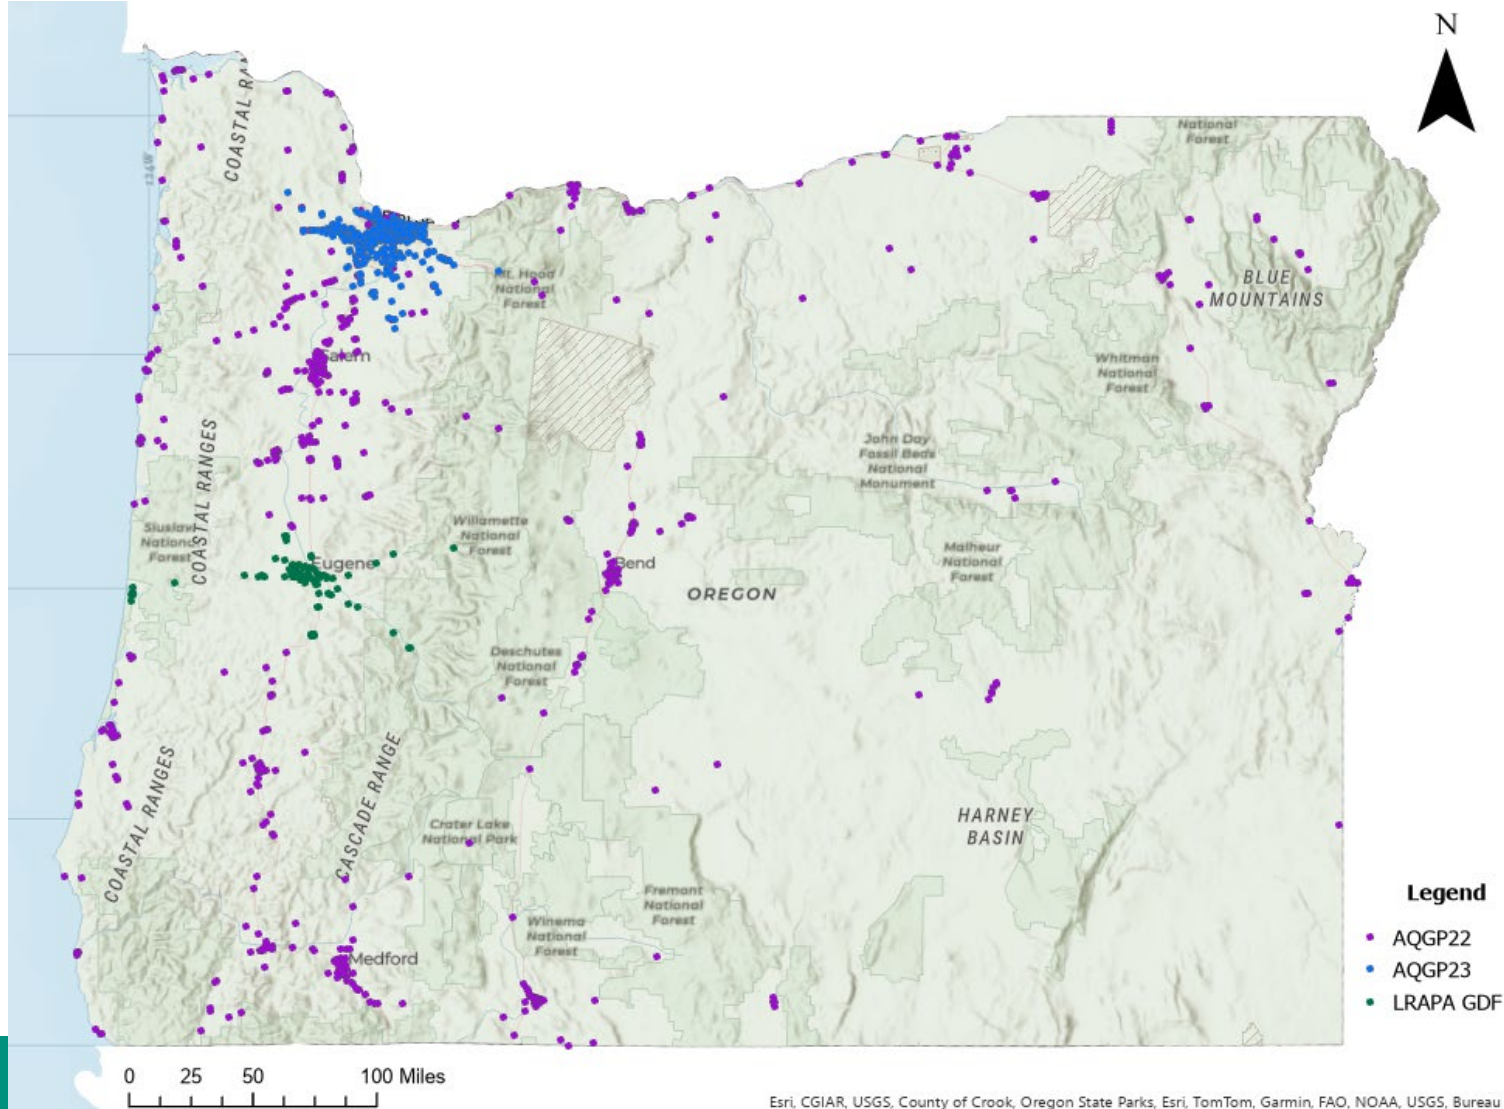 N
COASTAL RA
124W
National
Forest
Mt. Hood
National
Forest
BLUE
MOUNTAINS
Salem
Whitman
National
Forest
COASTAL RANGES
John Day
Fossil Beds
National
Monument
Siuslaw
National
Forest
Willamette
National
Forest
Eugene
Bend
Malheur
National
Forest
OREGON
Deschutes
National
Forest
COASTAL RANGES
CASCADE RANGE
Crater Lake
National Park
HARNEY
BASIN
Fremont
National
Forest
Winema
National
Forest
Medford
Legend
AQGP22
AQGP23
LRAPA GDF
0 25 50 100 Miles
Esri, CGIAR, USGS, County of Crook, Oregon State Parks, Esri, TomTom, Garmin, FAO, NOAA, USGS, Bureau